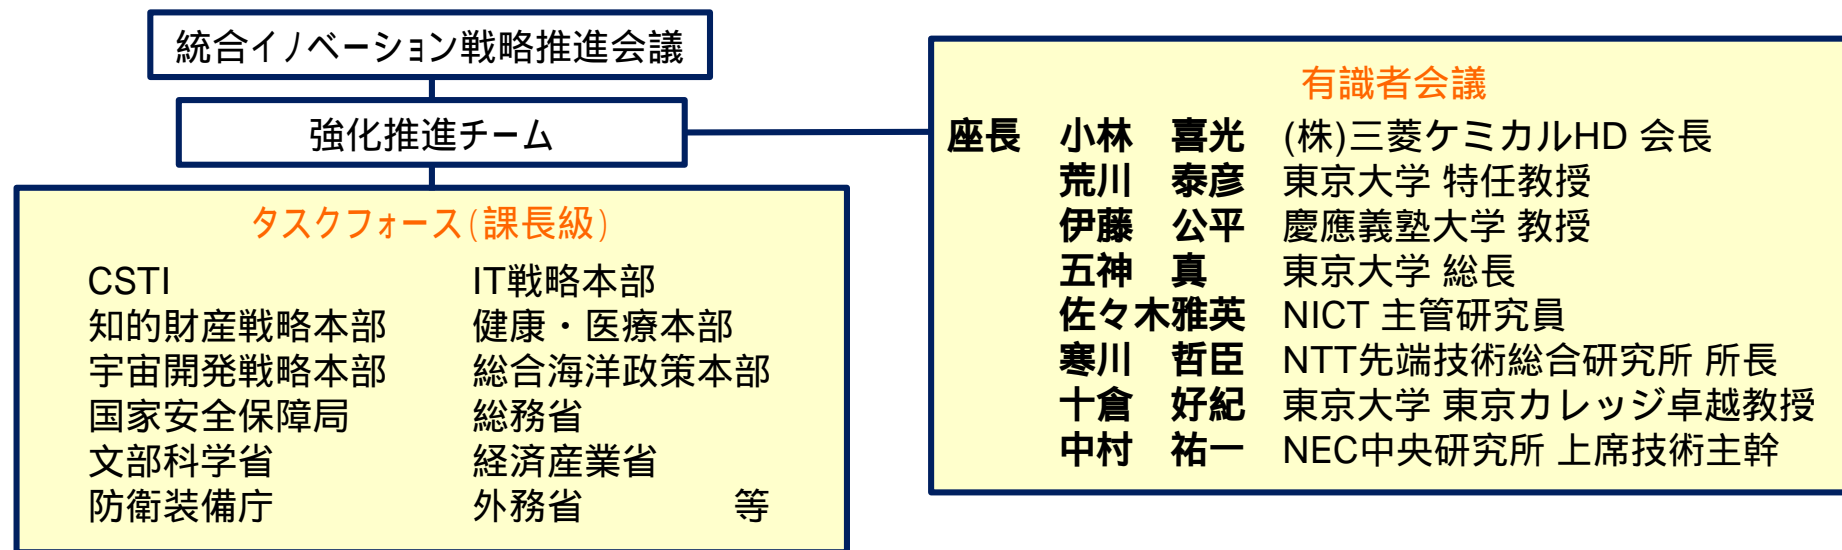 統合イノベーション戦略推進会議
強化推進チーム
タスクフォース(課長級)
CSTI IT戦略本部
知的財産戦略本部 健康・医療本部
宇宙開発戦略本部 総合海洋政策本部
国家安全保障局 総務省
文部科学省 経済産業省
防衛装備庁 外務省 等
有識者会議
座長 小林 喜光 (株)三菱ケミカルHD 会長
荒川 泰彦 東京大学 特任教授
伊藤 公平 慶應義塾大学 教授
五神 真 東京大学 総長
佐々木雅英 NICT 主管研究員
寒川 哲臣 NTT先端技術総合研究所 所長
十倉 好紀 東京大学 東京カレッジ卓越教授
中村 祐一 NEC中央研究所 上席技術主幹